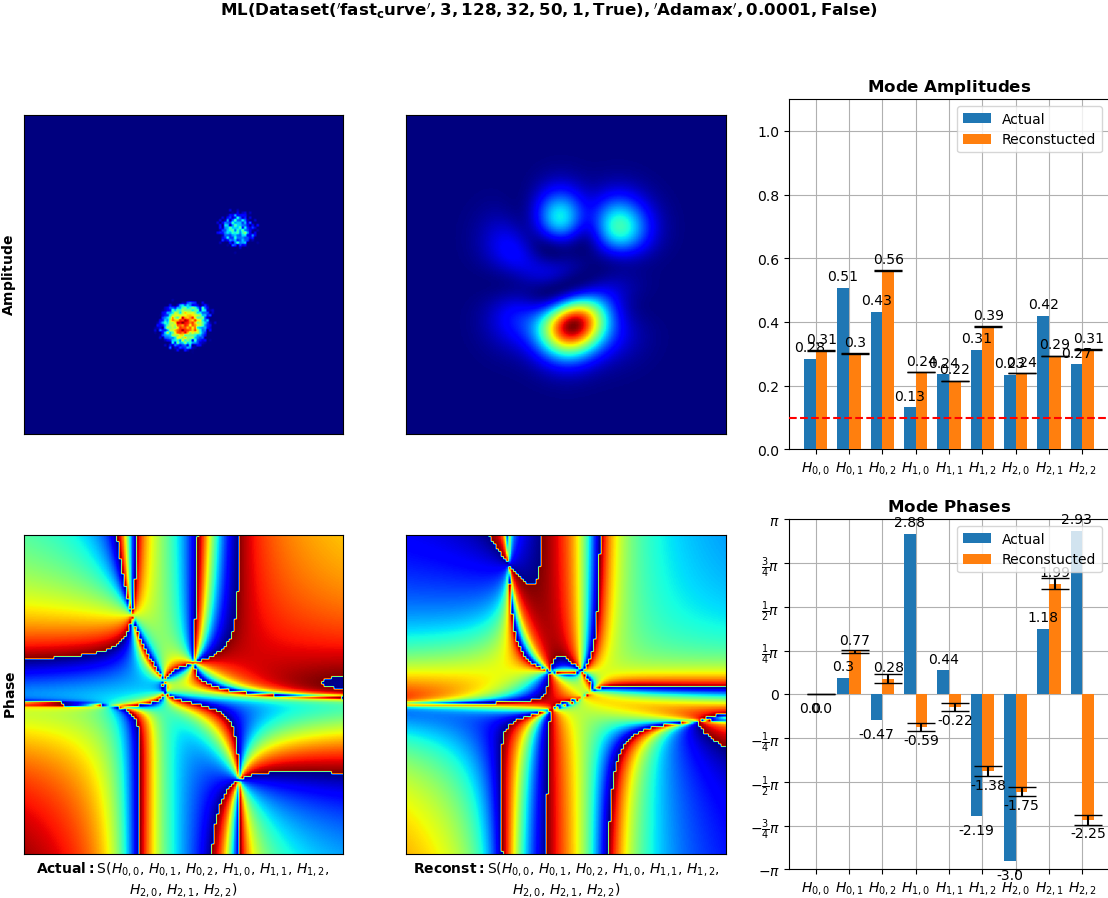 ML(Dataset('fast_curve', 3, 128, 32, 50, 1, True), 'Adamax', 0.0001, False)
Amplitude
Mode Amplitudes
Actual
Reconstucted
1.0
0.8
0.6
0.4
0.2
0.0
0.28 0.31 0.51 0.3 0.43 0.56 0.13 0.24 0.24 0.22 0.31 0.39 0.23 0.24 0.42 0.29 0.27 0.31
H0,0 H0,1 H0,2 H1,0 H1,1 H1,2 H2,0 H2,1 H2,2
Phase
Mode Phases
Actual
Reconstucted
π
3/4π
1/2π
1/4π
0
−1/4π
−1/2π
−3/4π
−π
0.0 0.0 0.3 0.77 -0.47 0.28 2.88 -0.59 0.44 -0.22 -2.19 -1.38 -3.0 -1.75 1.18 1.99 2.93 -2.25
H0,0 H0,1 H0,2 H1,0 H1,1 H1,2 H2,0 H2,1 H2,2
Actual: S(H0,0, H0,1, H0,2, H1,0, H1,1, H1,2,
H2,0, H2,1, H2,2)
Reconst: S(H0,0, H0,1, H0,2, H1,0, H1,1, H1,2,
H2,0, H2,1, H2,2)